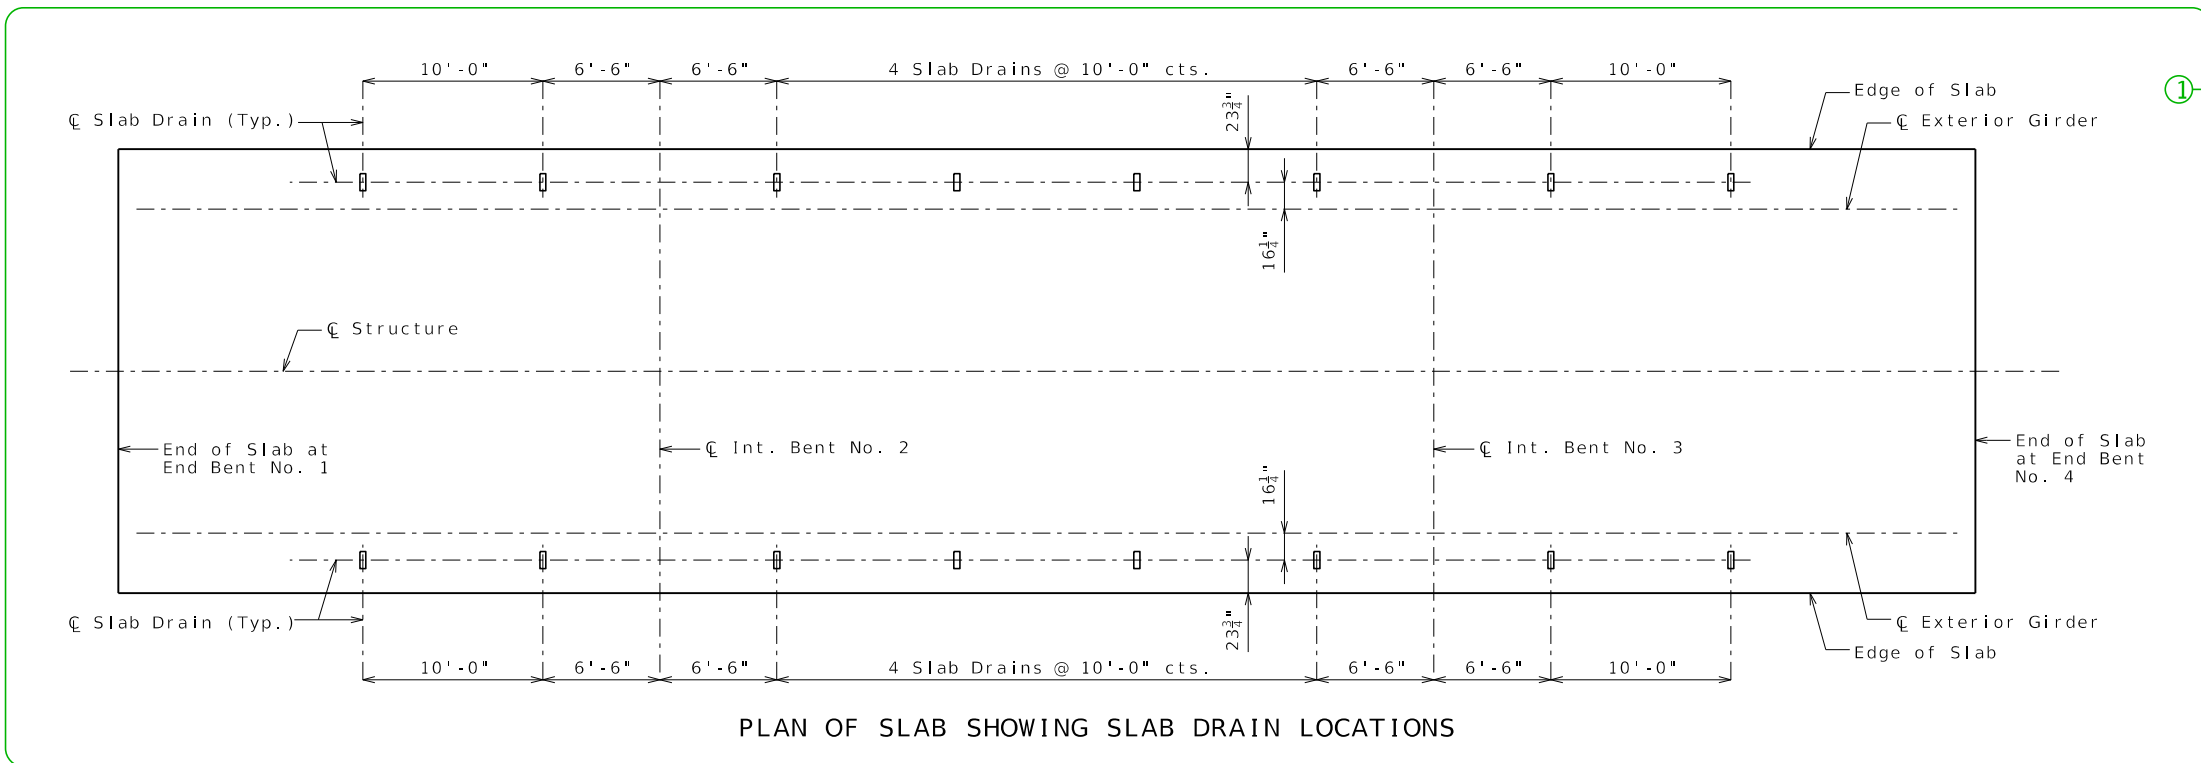 10'-0" 6'-6" 6'-6" 4 Slab Drains @ 10'-0" cts. 6'-6" 6'-6" 10'-0"
Edge of Slab
①
℄ Slab Drain (Typ.)
23¾"
℄ Exterior Girder
16¼"
℄ Structure
End of Slab at
End Bent No. 1
℄ Int. Bent No. 2
℄ Int. Bent No. 3
End of Slab
at End Bent
No. 4
16¼"
℄ Slab Drain (Typ.)
23¾"
℄ Exterior Girder
Edge of Slab
10'-0" 6'-6" 6'-6" 4 Slab Drains @ 10'-0" cts. 6'-6" 6'-6" 10'-0"
PLAN OF SLAB SHOWING SLAB DRAIN LOCATIONS